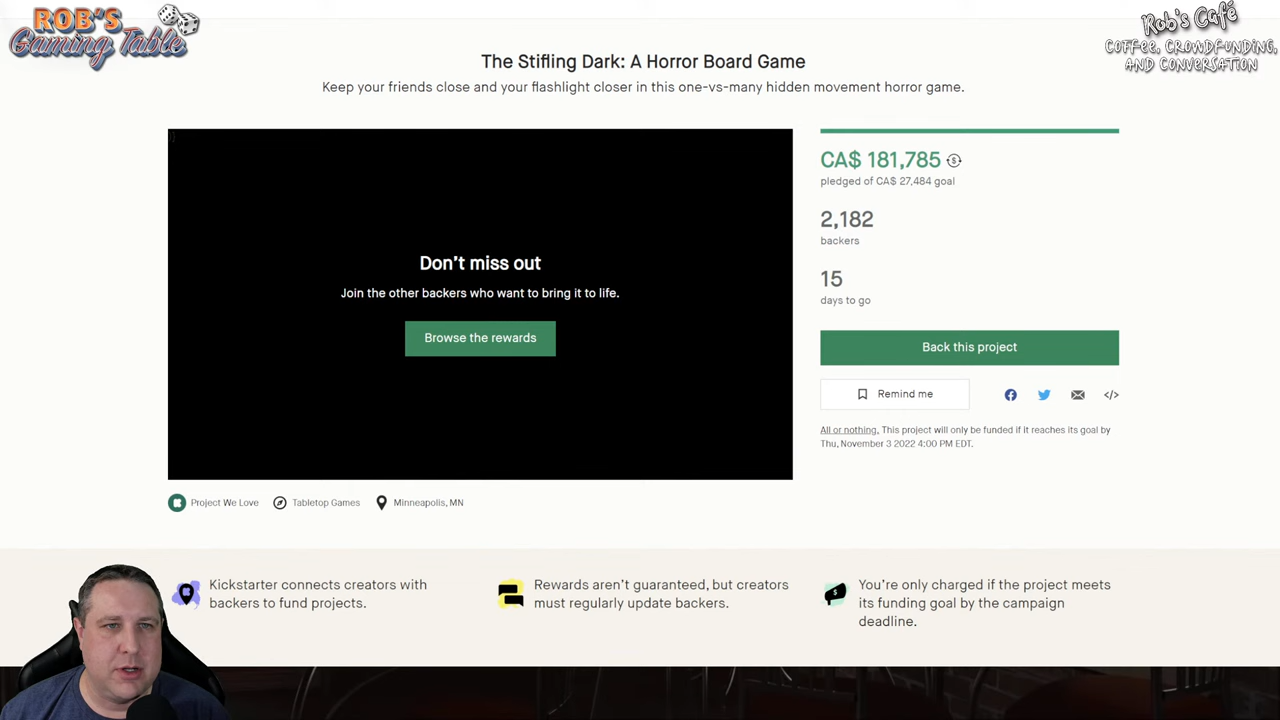 ROB'S
Gaming Table
Rob's Café
COFFEE, CROWDFUNDING,
AND CONVERSATION
The Stifling Dark: A Horror Board Game
Keep your friends close and your flashlight closer in this one-vs-many hidden movement horror game.
Don't miss out
Join the other backers who want to bring it to life.
Browse the rewards
CA$ 181,785
pledged of CA$ 27,484 goal
2,182
backers
15
days to go
Back this project
Remind me
</>
All or nothing. This project will only be funded if it reaches its goal by
Thu, November 3 2022 4:00 PM EDT.
Project We Love
Tabletop Games
Minneapolis, MN
Kickstarter connects creators with
backers to fund projects.
Rewards aren't guaranteed, but creators
must regularly update backers.
You're only charged if the project meets
its funding goal by the campaign
deadline.